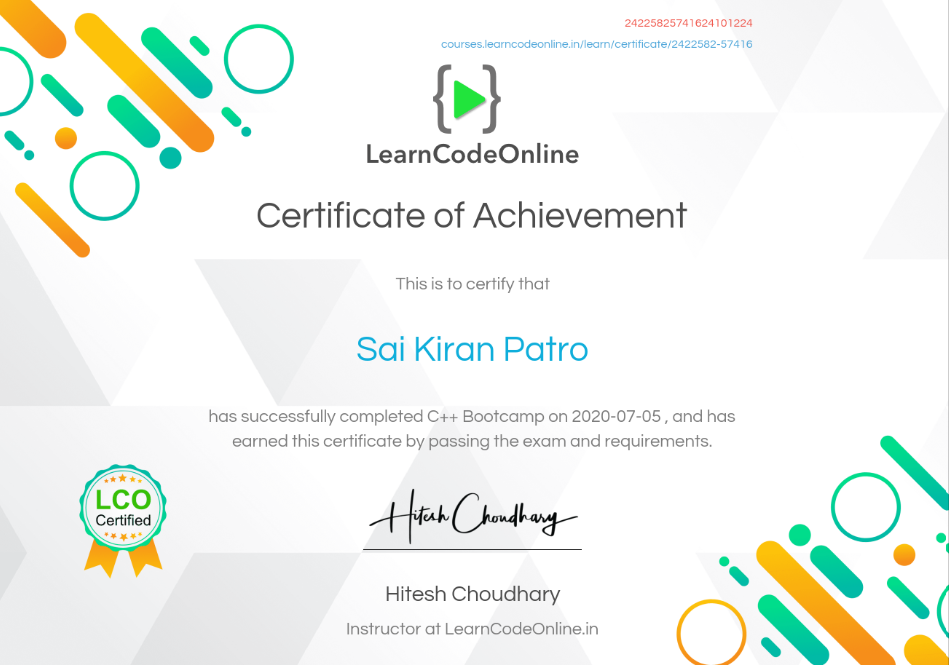 24225825741624101224
courses.learncodeonline.in/learn/certificate/2422582-57416
LearnCodeOnline
Certificate of Achievement
This is to certify that
Sai Kiran Patro
has successfully completed C++ Bootcamp on 2020-07-05 , and has
earned this certificate by passing the exam and requirements.
LCO
Certified
Hitesh Choudhary
Hitesh Choudhary
Instructor at LearnCodeOnline.in